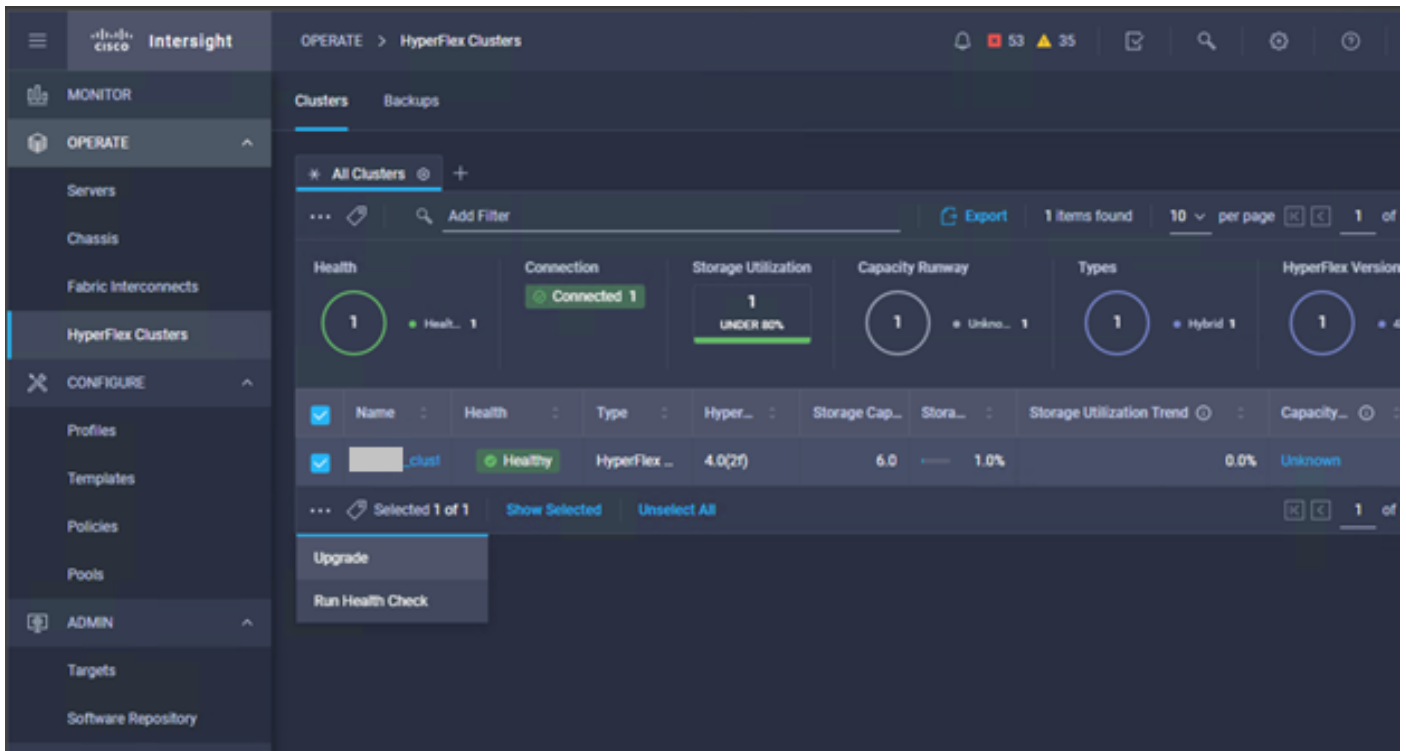 cisco Intersight
OPERATE > HyperFlex Clusters
53 35
MONITOR
OPERATE
Servers
Chassis
Fabric Interconnects
HyperFlex Clusters
CONFIGURE
Profiles
Templates
Policies
Pools
ADMIN
Targets
Software Repository
Clusters Backups
All Clusters +
... Add Filter Export 1 items found 10 per page 1 of
Health Connection Storage Utilization Capacity Runway Types HyperFlex Version
1 Healt... 1 Connected 1 1 UNDER 80% 1 Unkno... 1 1 Hybrid 1 1 4
Name Health Type Hyper... Storage Cap... Stora... Storage Utilization Trend Capacity...
_clust Healthy HyperFlex ... 4.0(2f) 6.0 1.0% 0.0% Unknown
... Selected 1 of 1 Show Selected Unselect All 1 of
Upgrade
Run Health Check